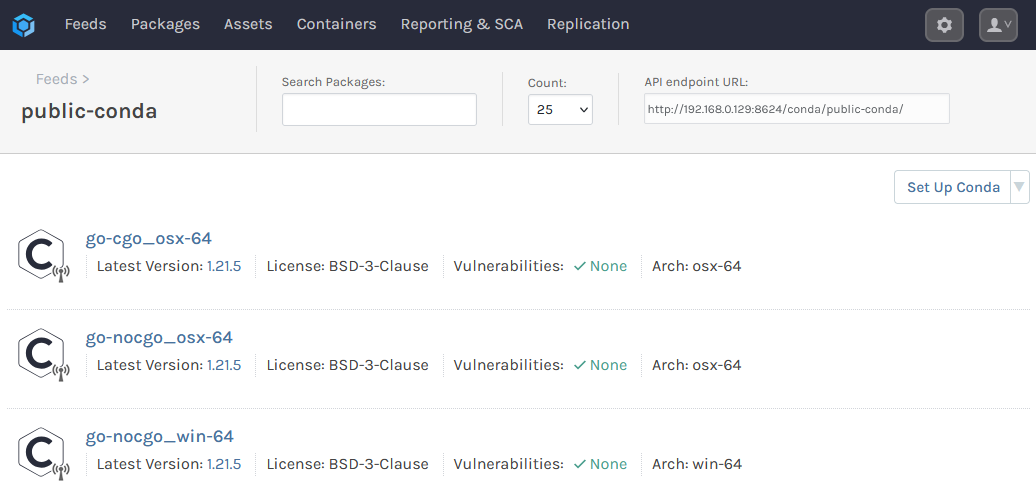 Feeds Packages Assets Containers Reporting & SCA Replication
Feeds >
public-conda
Search Packages:
Count:
25
API endpoint URL:
http://192.168.0.129:8624/conda/public-conda/
Set Up Conda
go-cgo_osx-64
Latest Version: 1.21.5 License: BSD-3-Clause Vulnerabilities: ✓ None Arch: osx-64
go-nocgo_osx-64
Latest Version: 1.21.5 License: BSD-3-Clause Vulnerabilities: ✓ None Arch: osx-64
go-nocgo_win-64
Latest Version: 1.21.5 License: BSD-3-Clause Vulnerabilities: ✓ None Arch: win-64